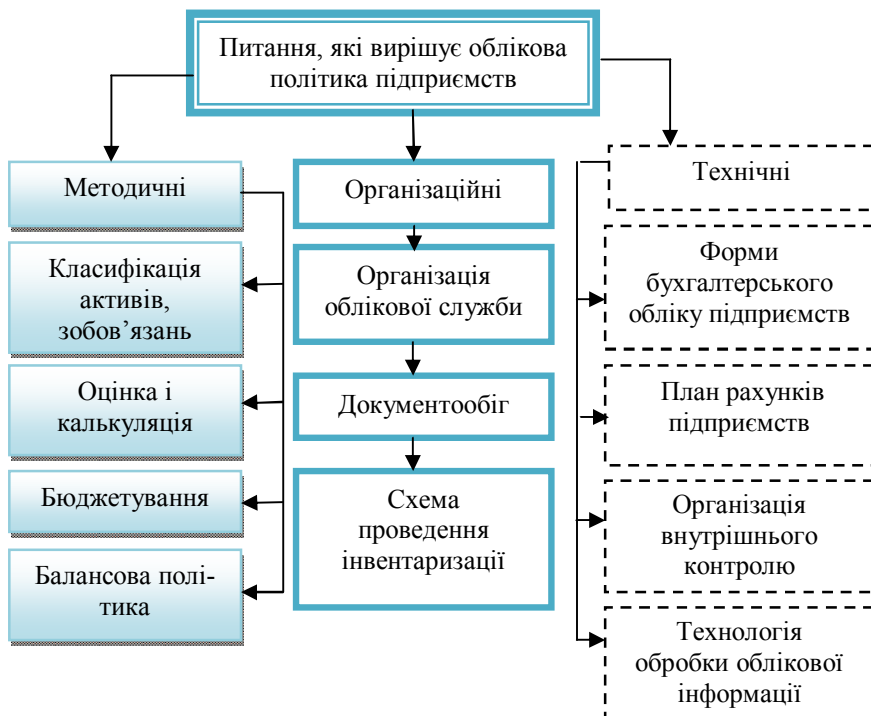 Питання, які вирішує облікова
політика підприємств
Методичні
Класифікація
активів,
зобов’язань
Оцінка і
калькуляція
Бюджетування
Балансова полі-
тика
Організаційні
Організація
облікової служби
Документообіг
Схема
проведення
інвентаризації
Технічні
Форми
бухгалтерського
обліку підприємств
План рахунків
підприємств
Організація
внутрішнього
контролю
Технологія
обробки облікової
інформації